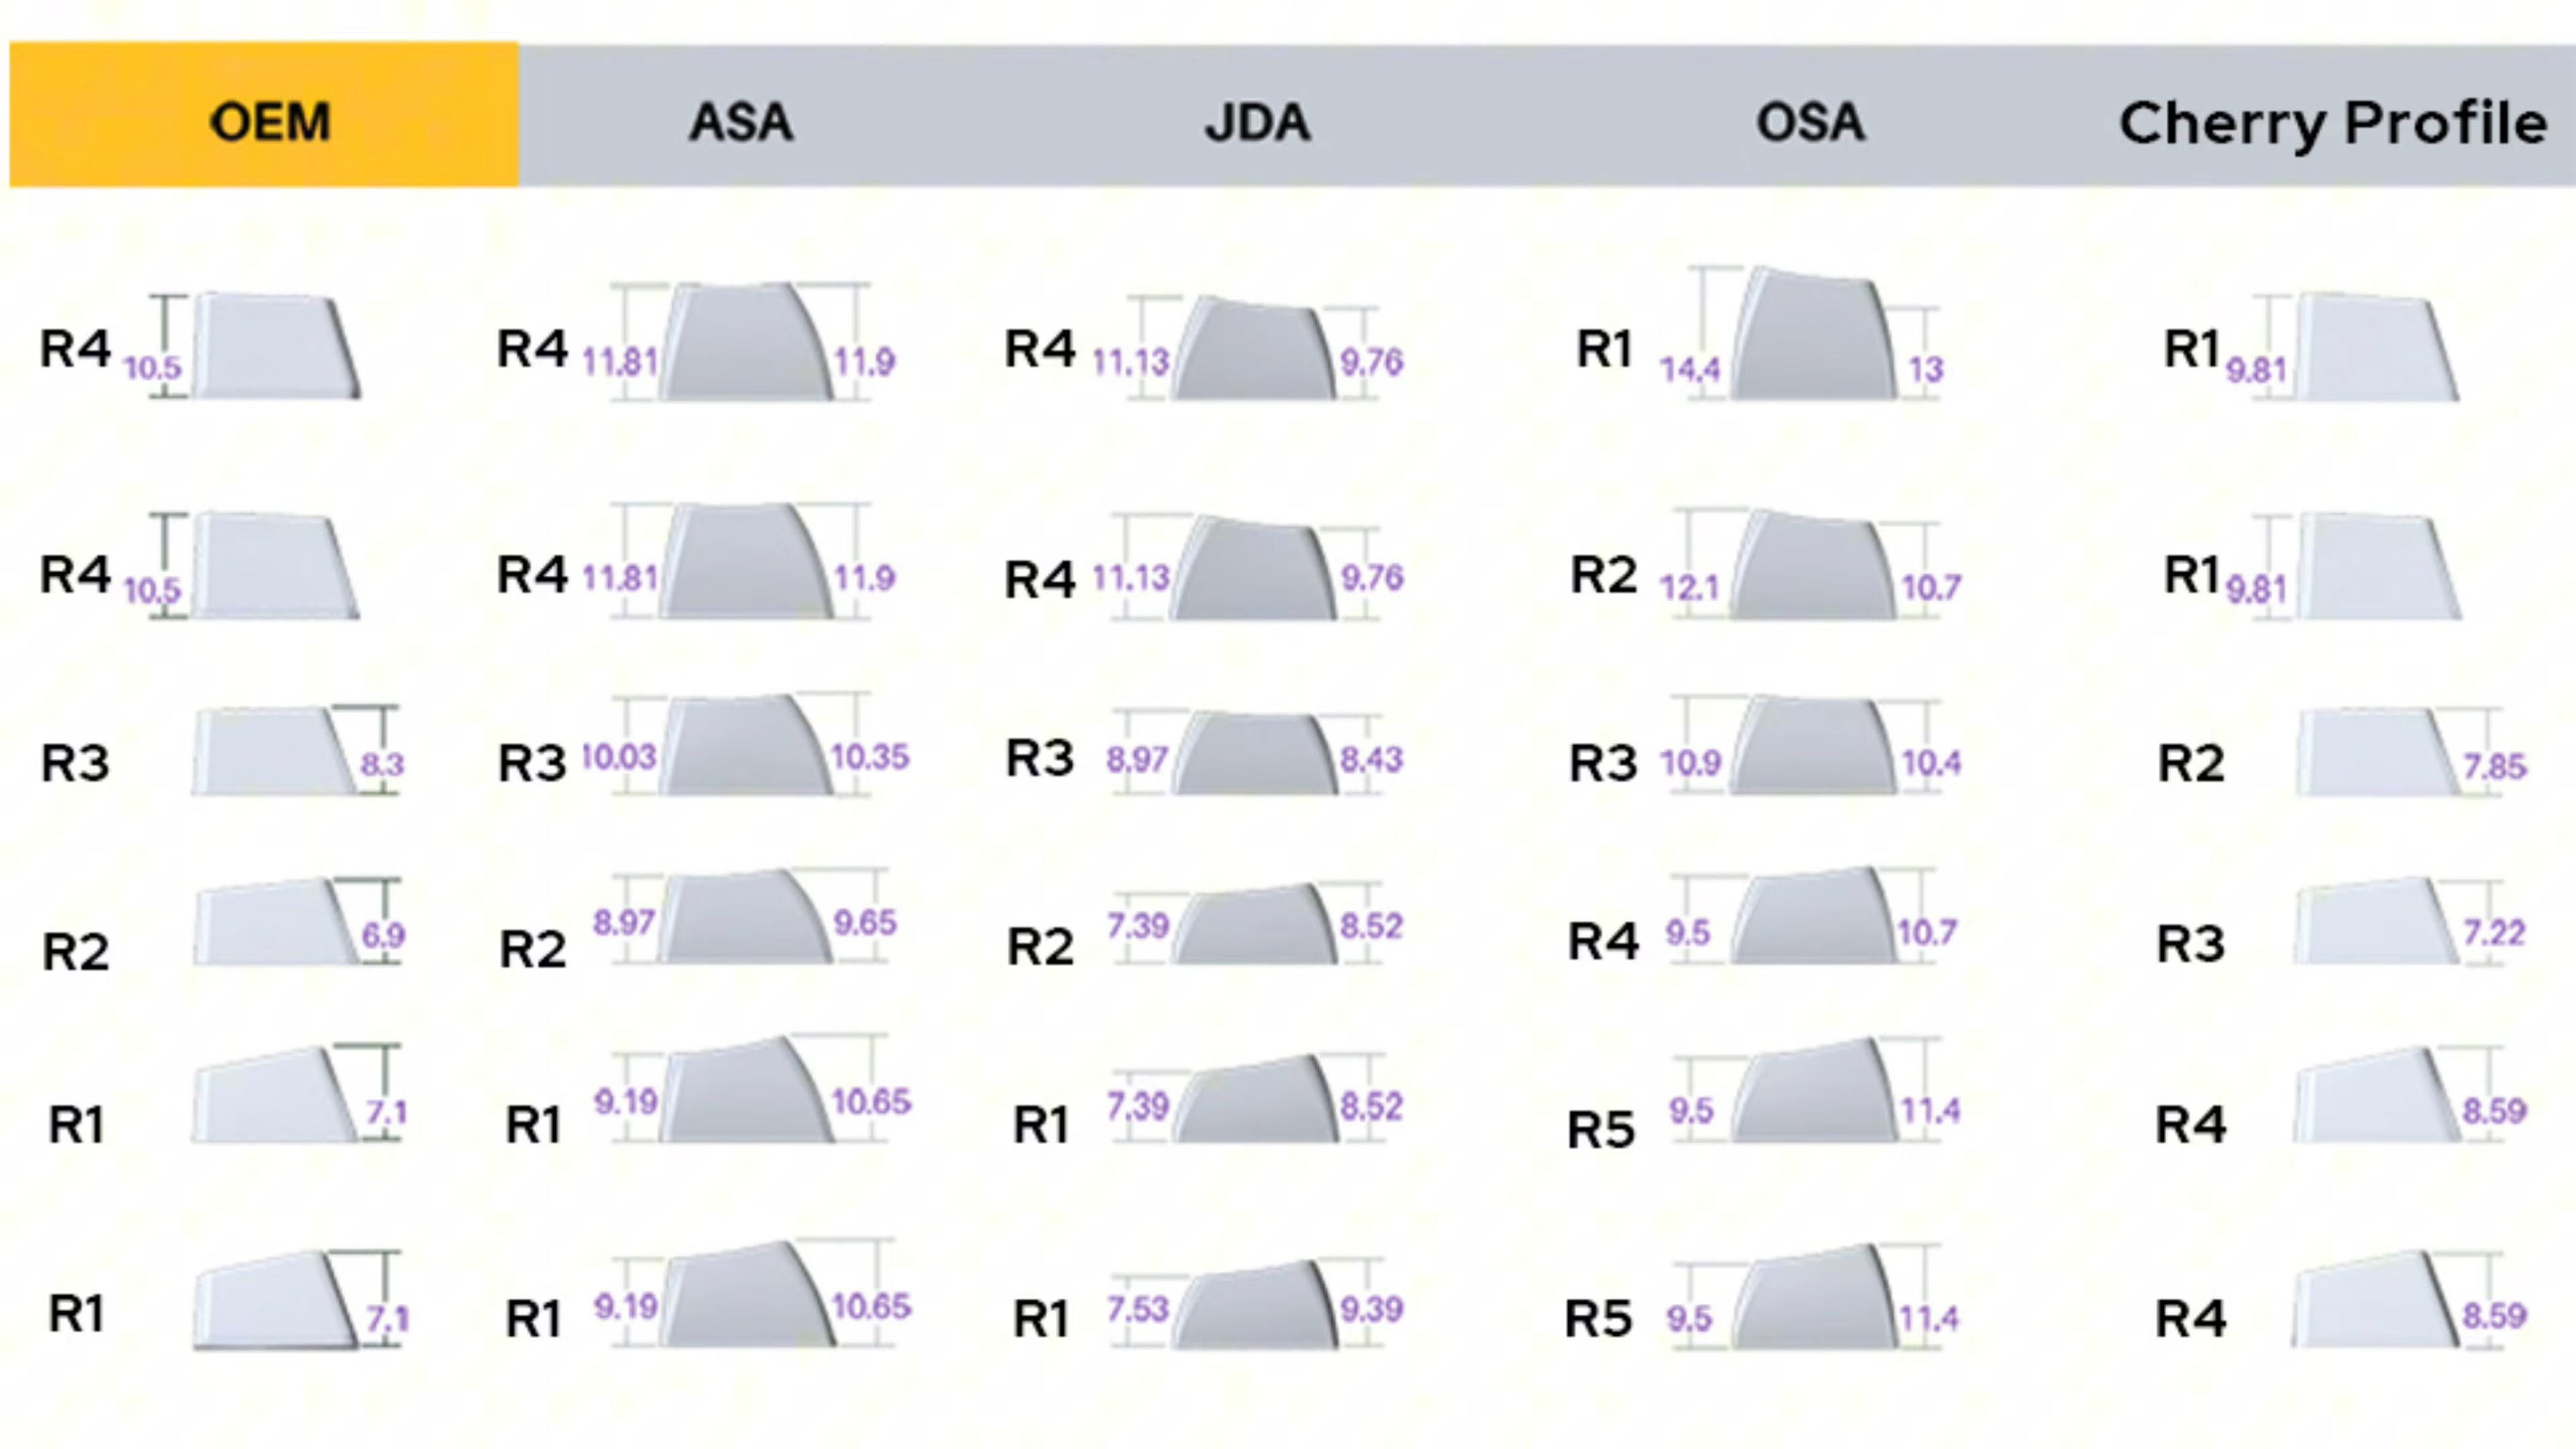 OEM ASA JDA OSA Cherry Profile
R4 10.5 R4 11.81 11.9 R4 11.13 9.76 R1 14.4 13 R1 9.81
R4 10.5 R4 11.81 11.9 R4 11.13 9.76 R2 12.1 10.7 R1 9.81
R3 8.3 R3 10.03 10.35 R3 8.97 8.43 R3 10.9 10.4 R2 7.85
R2 6.9 R2 8.97 9.65 R2 7.39 8.52 R4 9.5 10.7 R3 7.22
R1 7.1 R1 9.19 10.65 R1 7.39 8.52 R5 9.5 11.4 R4 8.59
R1 7.1 R1 9.19 10.65 R1 7.53 9.39 R5 9.5 11.4 R4 8.59